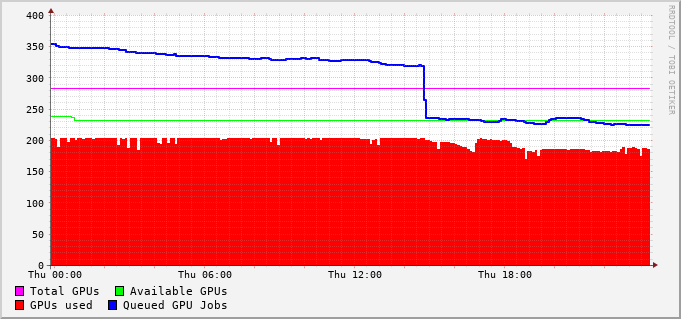 400
350
300
250
200
150
100
50
0
Thu 00:00 Thu 06:00 Thu 12:00 Thu 18:00
Total GPUs Available GPUs
GPUs used Queued GPU Jobs
RRDTOOL / TOBI OETIKER